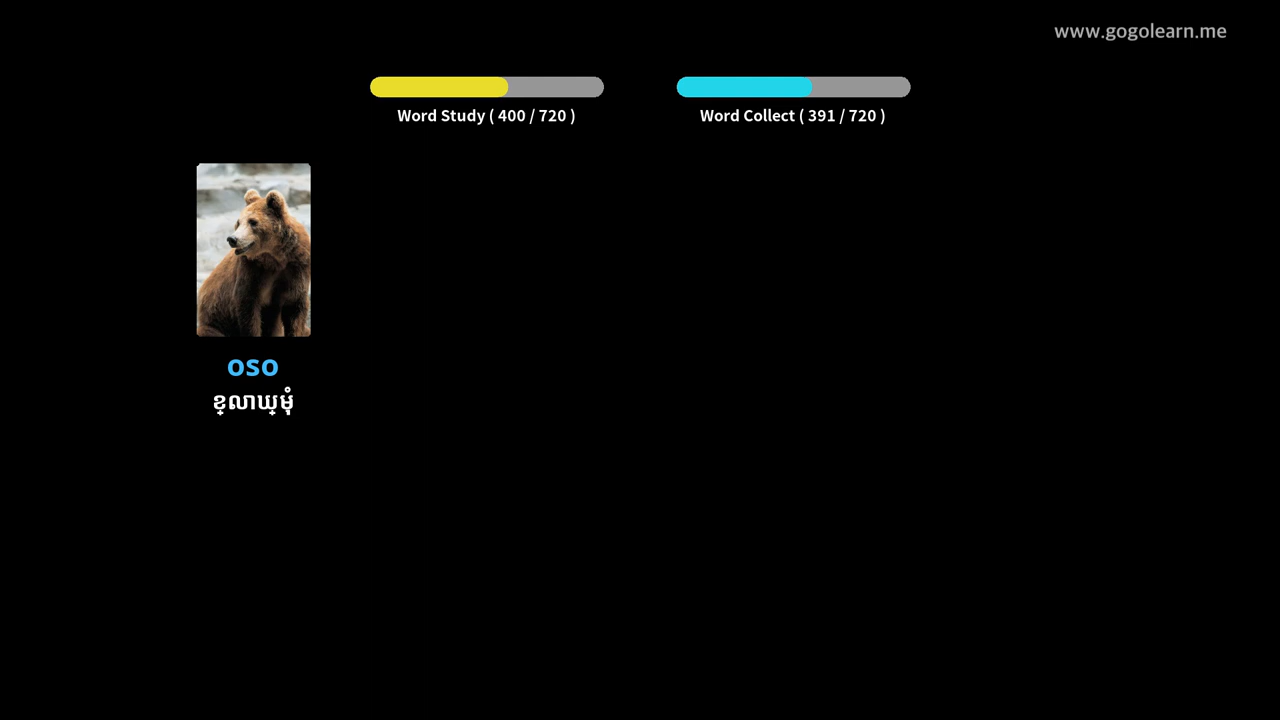 www.gogolearn.me
Word Study ( 400 / 720 )
Word Collect ( 391 / 720 )
oso
ខ្លាឃ្មុំ